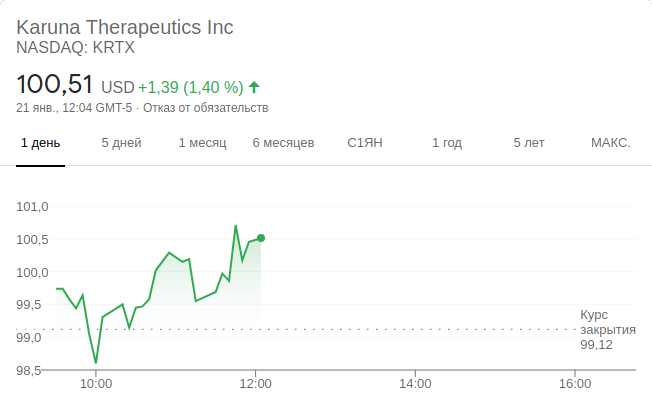 Karuna Therapeutics Inc
NASDAQ: KRTX
100,51 USD +1,39 (1,40 %)
21 янв., 12:04 GMT-5 · Отказ от обязательств
1 день 5 дней 1 месяц 6 месяцев С1ЯН 1 год 5 лет МАКС.
101,0
100,5
100,0
99,5
99,0
98,5
Курс
закрытия
99,12
10:00 12:00 14:00 16:00